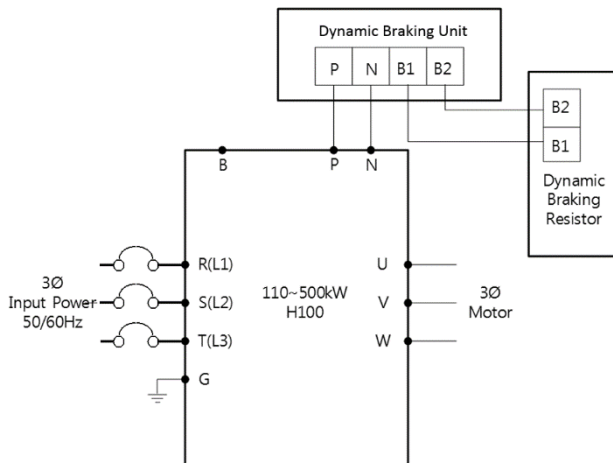 Dynamic Braking Unit
P N B1 B2
B2
B1
Dynamic
Braking
Resistor
B P N
R(L1)
S(L2)
T(L3)
G
3Ø
Input Power
50/60Hz
110~500kW
H100
U
V
W
3Ø
Motor